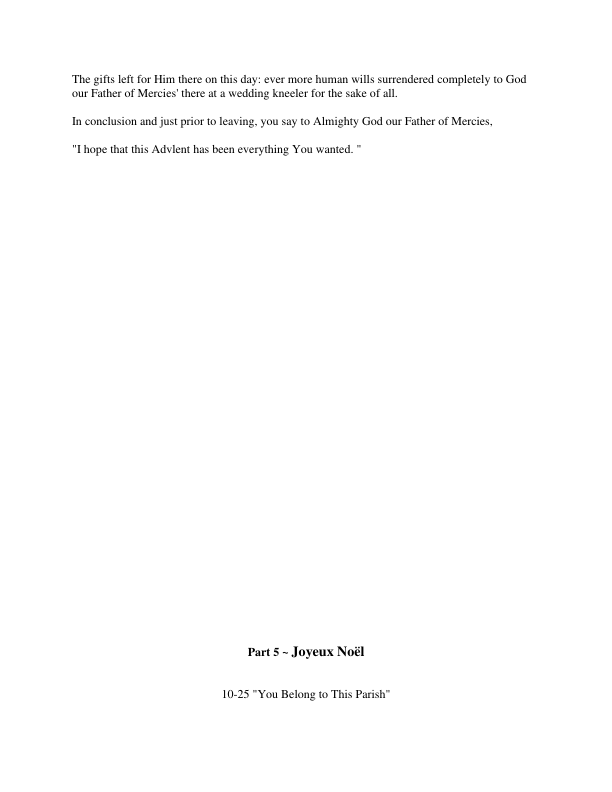 The gifts left for Him there on this day: ever more human wills surrendered completely to God
our Father of Mercies' there at a wedding kneeler for the sake of all.
In conclusion and just prior to leaving, you say to Almighty God our Father of Mercies,
"I hope that this Advlent has been everything You wanted. "
Part 5 ~ Joyeux Noël
10-25 "You Belong to This Parish"